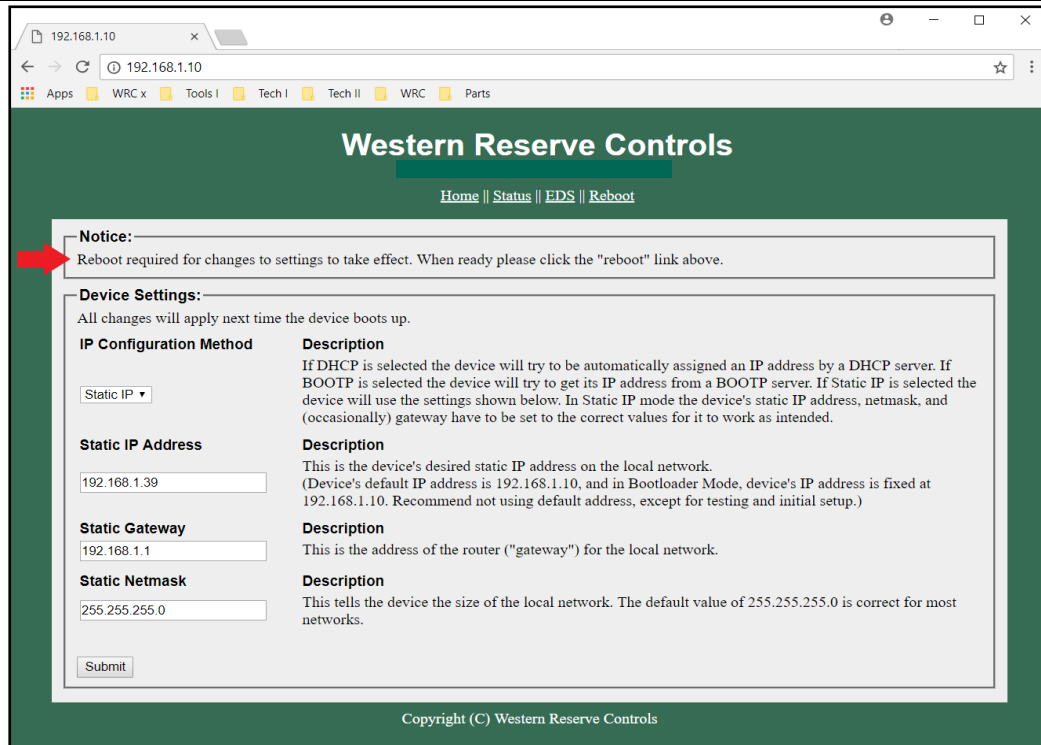 192.168.1.10
192.168.1.10
Apps WRC x Tools I Tech I Tech II WRC Parts
Western Reserve Controls
Home || Status || EDS || Reboot
Notice:
Reboot required for changes to settings to take effect. When ready please click the "reboot" link above.
Device Settings:
All changes will apply next time the device boots up.
IP Configuration Method Description
If DHCP is selected the device will try to be automatically assigned an IP address by a DHCP server. If
BOOTP is selected the device will try to get its IP address from a BOOTP server. If Static IP is selected the
Static IP device will use the settings shown below. In Static IP mode the device's static IP address, netmask, and
(occasionally) gateway have to be set to the correct values for it to work as intended.
Static IP Address Description
This is the device's desired static IP address on the local network.
192.168.1.39 (Device's default IP address is 192.168.1.10, and in Bootloader Mode, device's IP address is fixed at
192.168.1.10. Recommend not using default address, except for testing and initial setup.)
Static Gateway Description
192.168.1.1 This is the address of the router ("gateway") for the local network.
Static Netmask Description
255.255.255.0 This tells the device the size of the local network. The default value of 255.255.255.0 is correct for most
networks.
Submit
Copyright (C) Western Reserve Controls